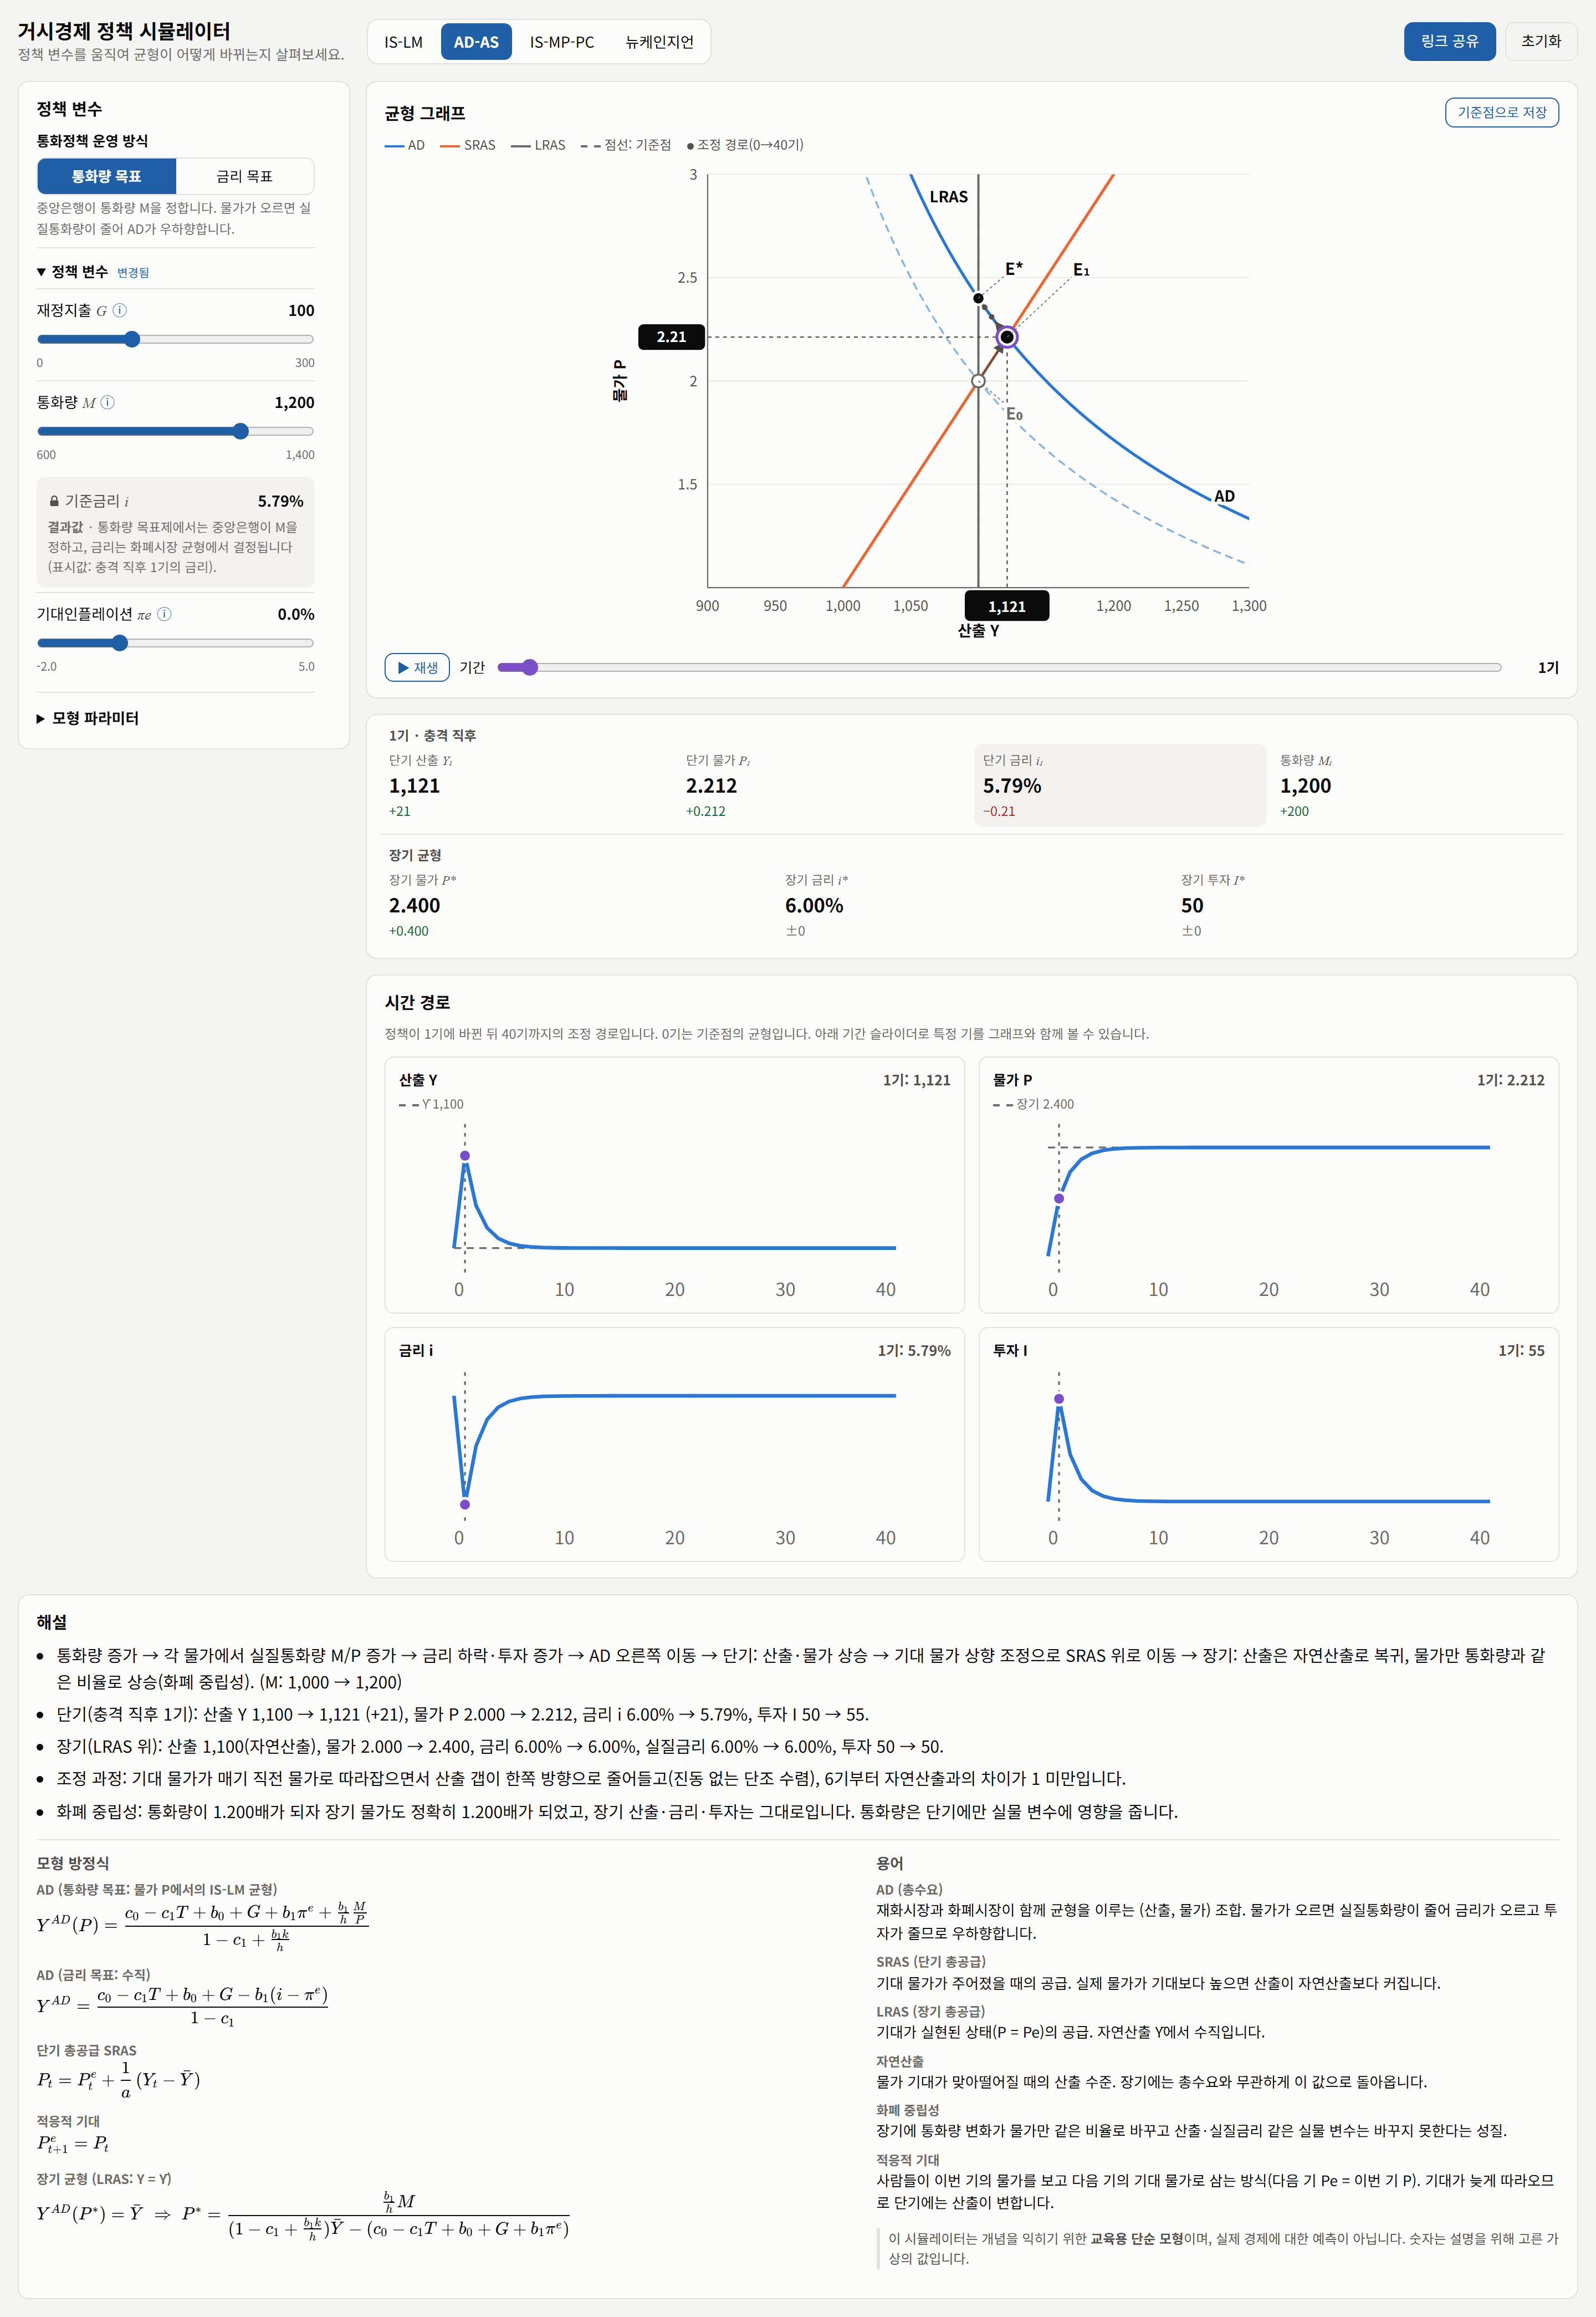 거시경제 정책 시뮬레이터
정책 변수를 움직여 균형이 어떻게 바뀌는지 살펴보세요.
IS-LM
AD-AS
IS-MP-PC
뉴케인지언
링크 공유
초기화
정책 변수
통화정책 운영 방식
통화량 목표
금리 목표
중앙은행이 통화량 M을 정합니다. 물가가 오르면 실
질통화량이 줄어 AD가 우하향합니다.
▼ 정책 변수 변경됨
재정지출 G ⓘ 100
0 300
통화량 M ⓘ 1,200
600 1,400
기준금리 i 5.79%
결과값 · 통화량 목표제에서는 중앙은행이 M을
정하고, 금리는 화폐시장 균형에서 결정됩니다
(표시값: 충격 직후 1기의 금리).
기대인플레이션 πe ⓘ 0.0%
-2.0 5.0
▶ 모형 파라미터
균형 그래프
기준점으로 저장
AD SRAS LRAS 점선: 기준점 조정 경로(0→40기)
3
2.5
2.21
2
1.5
물가 P
LRAS
E*
E₁
E₀
AD
900 950 1,000 1,050 1,121 1,200 1,250 1,300
산출 Y
▶ 재생 기간 1기
1기 · 충격 직후
단기 산출 Y₁ 단기 물가 P₁ 단기 금리 i₁ 통화량 M₁
1,121 2.212 5.79% 1,200
+21 +0.212 −0.21 +200
장기 균형
장기 물가 P* 장기 금리 i* 장기 투자 I*
2.400 6.00% 50
+0.400 ±0 ±0
시간 경로
정책이 1기에 바뀐 뒤 40기까지의 조정 경로입니다. 0기는 기준점의 균형입니다. 아래 기간 슬라이더로 특정 기를 그래프와 함께 볼 수 있습니다.
산출 Y 1기: 1,121
Ȳ 1,100
0 10 20 30 40
물가 P 1기: 2.212
장기 2.400
0 10 20 30 40
금리 i 1기: 5.79%
0 10 20 30 40
투자 I 1기: 55
0 10 20 30 40
해설
• 통화량 증가 → 각 물가에서 실질통화량 M/P 증가 → 금리 하락·투자 증가 → AD 오른쪽 이동 → 단기: 산출·물가 상승 → 기대 물가 상향 조정으로 SRAS 위로 이동 → 장기: 산출은 자연산출로 복귀, 물가만 통화량과 같
은 비율로 상승(화폐 중립성). (M: 1,000 → 1,200)
• 단기(충격 직후 1기): 산출 Y 1,100 → 1,121 (+21), 물가 P 2.000 → 2.212, 금리 i 6.00% → 5.79%, 투자 I 50 → 55.
• 장기(LRAS 위): 산출 1,100(자연산출), 물가 2.000 → 2.400, 금리 6.00% → 6.00%, 실질금리 6.00% → 6.00%, 투자 50 → 50.
• 조정 과정: 기대 물가가 매기 직전 물가로 따라잡으면서 산출 갭이 한쪽 방향으로 줄어들고(진동 없는 단조 수렴), 6기부터 자연산출과의 차이가 1 미만입니다.
• 화폐 중립성: 통화량이 1.200배가 되자 장기 물가도 정확히 1.200배가 되었고, 장기 산출·금리·투자는 그대로입니다. 통화량은 단기에만 실물 변수에 영향을 줍니다.
모형 방정식
AD (통화량 목표: 물가 P에서의 IS-LM 균형)
Y^{AD}(P) = \frac{c_0 − c_1T + b_0 + G + b_1π^e + \frac{b_1}{h}\frac{M}{P}}{1 − c_1 + \frac{b_1k}{h}}
AD (금리 목표: 수직)
Y^{AD} = \frac{c_0 − c_1T + b_0 + G − b_1(i − π^e)}{1 − c_1}
단기 총공급 SRAS
P_t = P_t^e + \frac{1}{a}(Y_t − Ȳ)
적응적 기대
P_{t+1}^e = P_t
장기 균형 (LRAS: Y = Ȳ)
Y^{AD}(P*) = Ȳ ⇒ P* = \frac{\frac{b_1}{h}M}{(1 − c_1 + \frac{b_1k}{h})Ȳ − (c_0 − c_1T + b_0 + G + b_1π^e)}
용어
AD (총수요)
재화시장과 화폐시장이 함께 균형을 이루는 (산출, 물가) 조합. 물가가 오르면 실질통화량이 줄어 금리가 오르고 투
자가 줄므로 우하향합니다.
SRAS (단기 총공급)
기대 물가가 주어졌을 때의 공급. 실제 물가가 기대보다 높으면 산출이 자연산출보다 커집니다.
LRAS (장기 총공급)
기대가 실현된 상태(P = Pe)의 공급. 자연산출 Ȳ에서 수직입니다.
자연산출
물가 기대가 맞아떨어질 때의 산출 수준. 장기에는 총수요와 무관하게 이 값으로 돌아옵니다.
화폐 중립성
장기에 통화량 변화가 물가만 같은 비율로 바꾸고 산출·실질금리 같은 실물 변수는 바꾸지 못한다는 성질.
적응적 기대
사람들이 이번 기의 물가를 보고 다음 기의 기대 물가로 삼는 방식(다음 기 Pe = 이번 기 P). 기대가 늦게 따라오므
로 단기에는 산출이 변합니다.
이 시뮬레이터는 개념을 익히기 위한 교육용 단순 모형이며, 실제 경제에 대한 예측이 아닙니다. 숫자는 설명을 위해 고른 가
상의 값입니다.